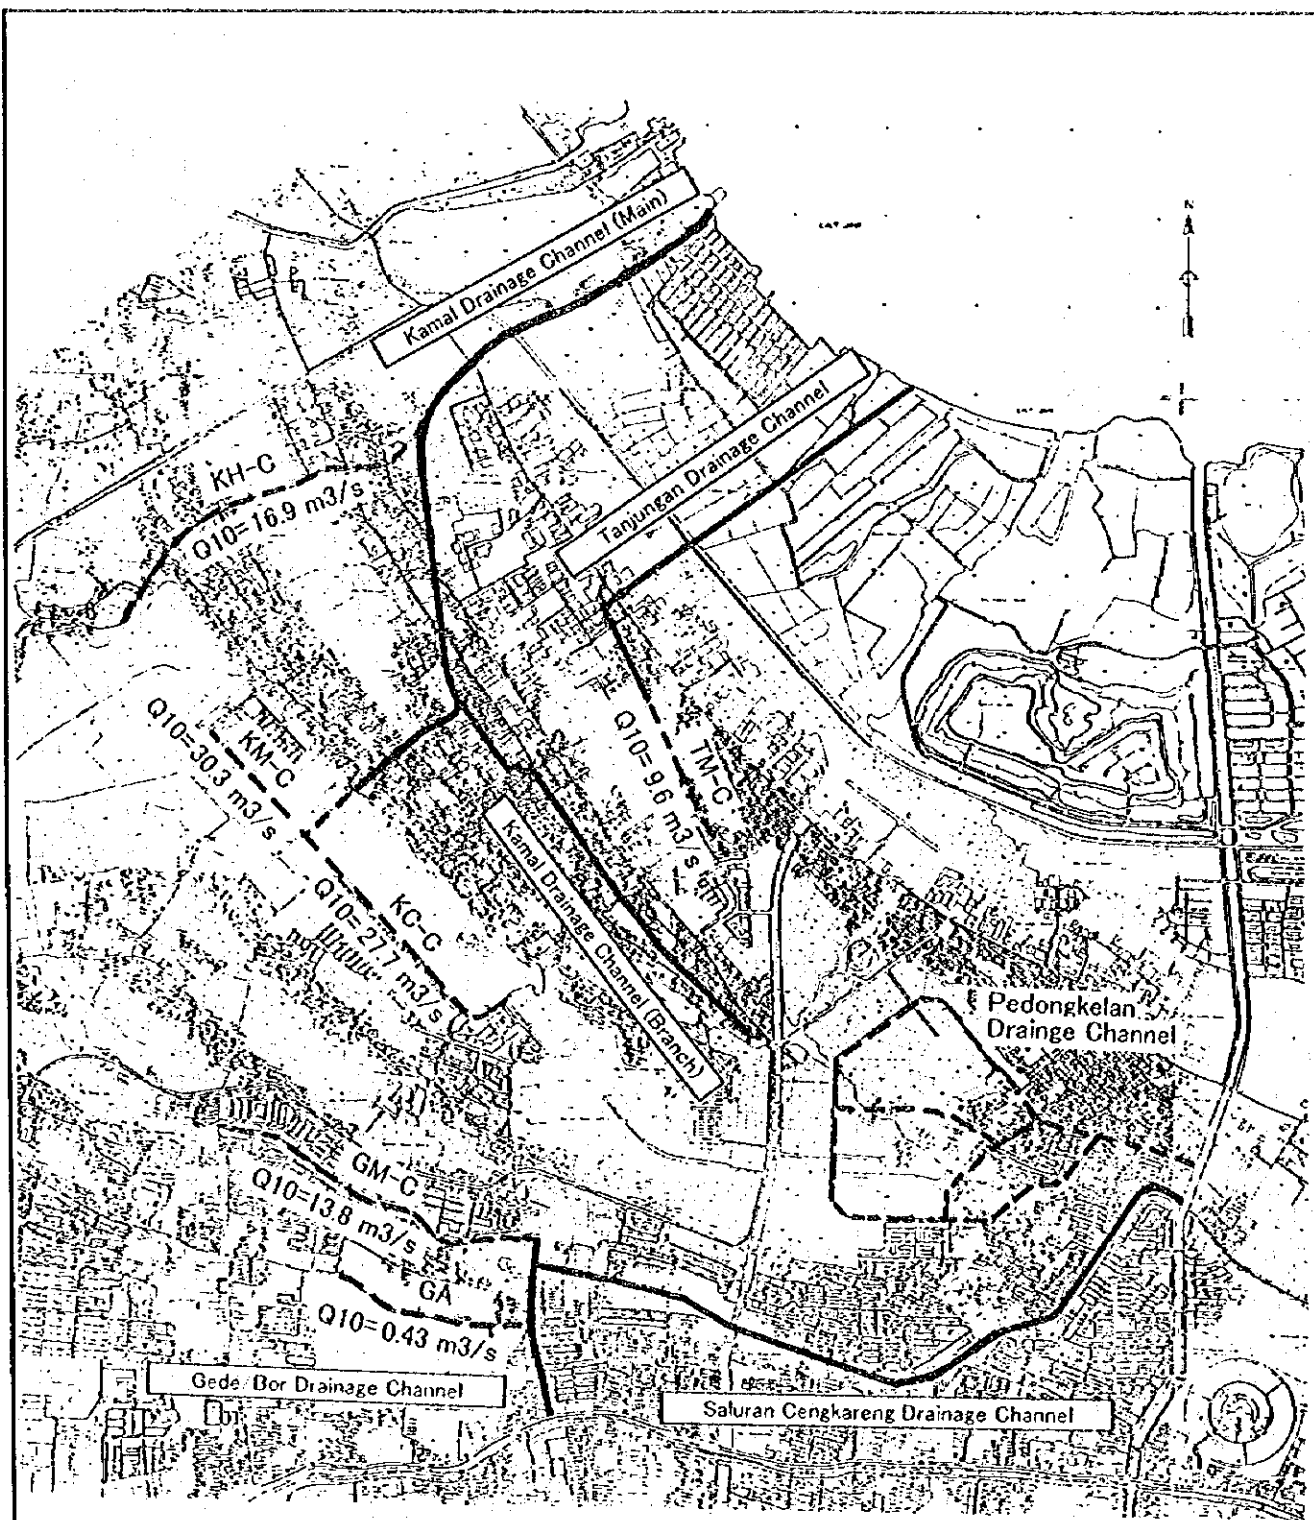 N
Kamal Drainage Channel (Main)
Tanjungan Drainage Channel
KH-C
Q10=16.9 m3/s
KM-C
Q10=30.3 m3/s
TM-C
Q10=9.6 m3/s
KC-C
Q10=27.7 m3/s
Kamal Drainage Channel (Branch)
Pedongkelan
Drainge Channel
GM-C
Q10=13.8 m3/s
GA
Q10=0.43 m3/s
Gede/Bor Drainage Channel
Saluran Cengkareng Drainage Channel